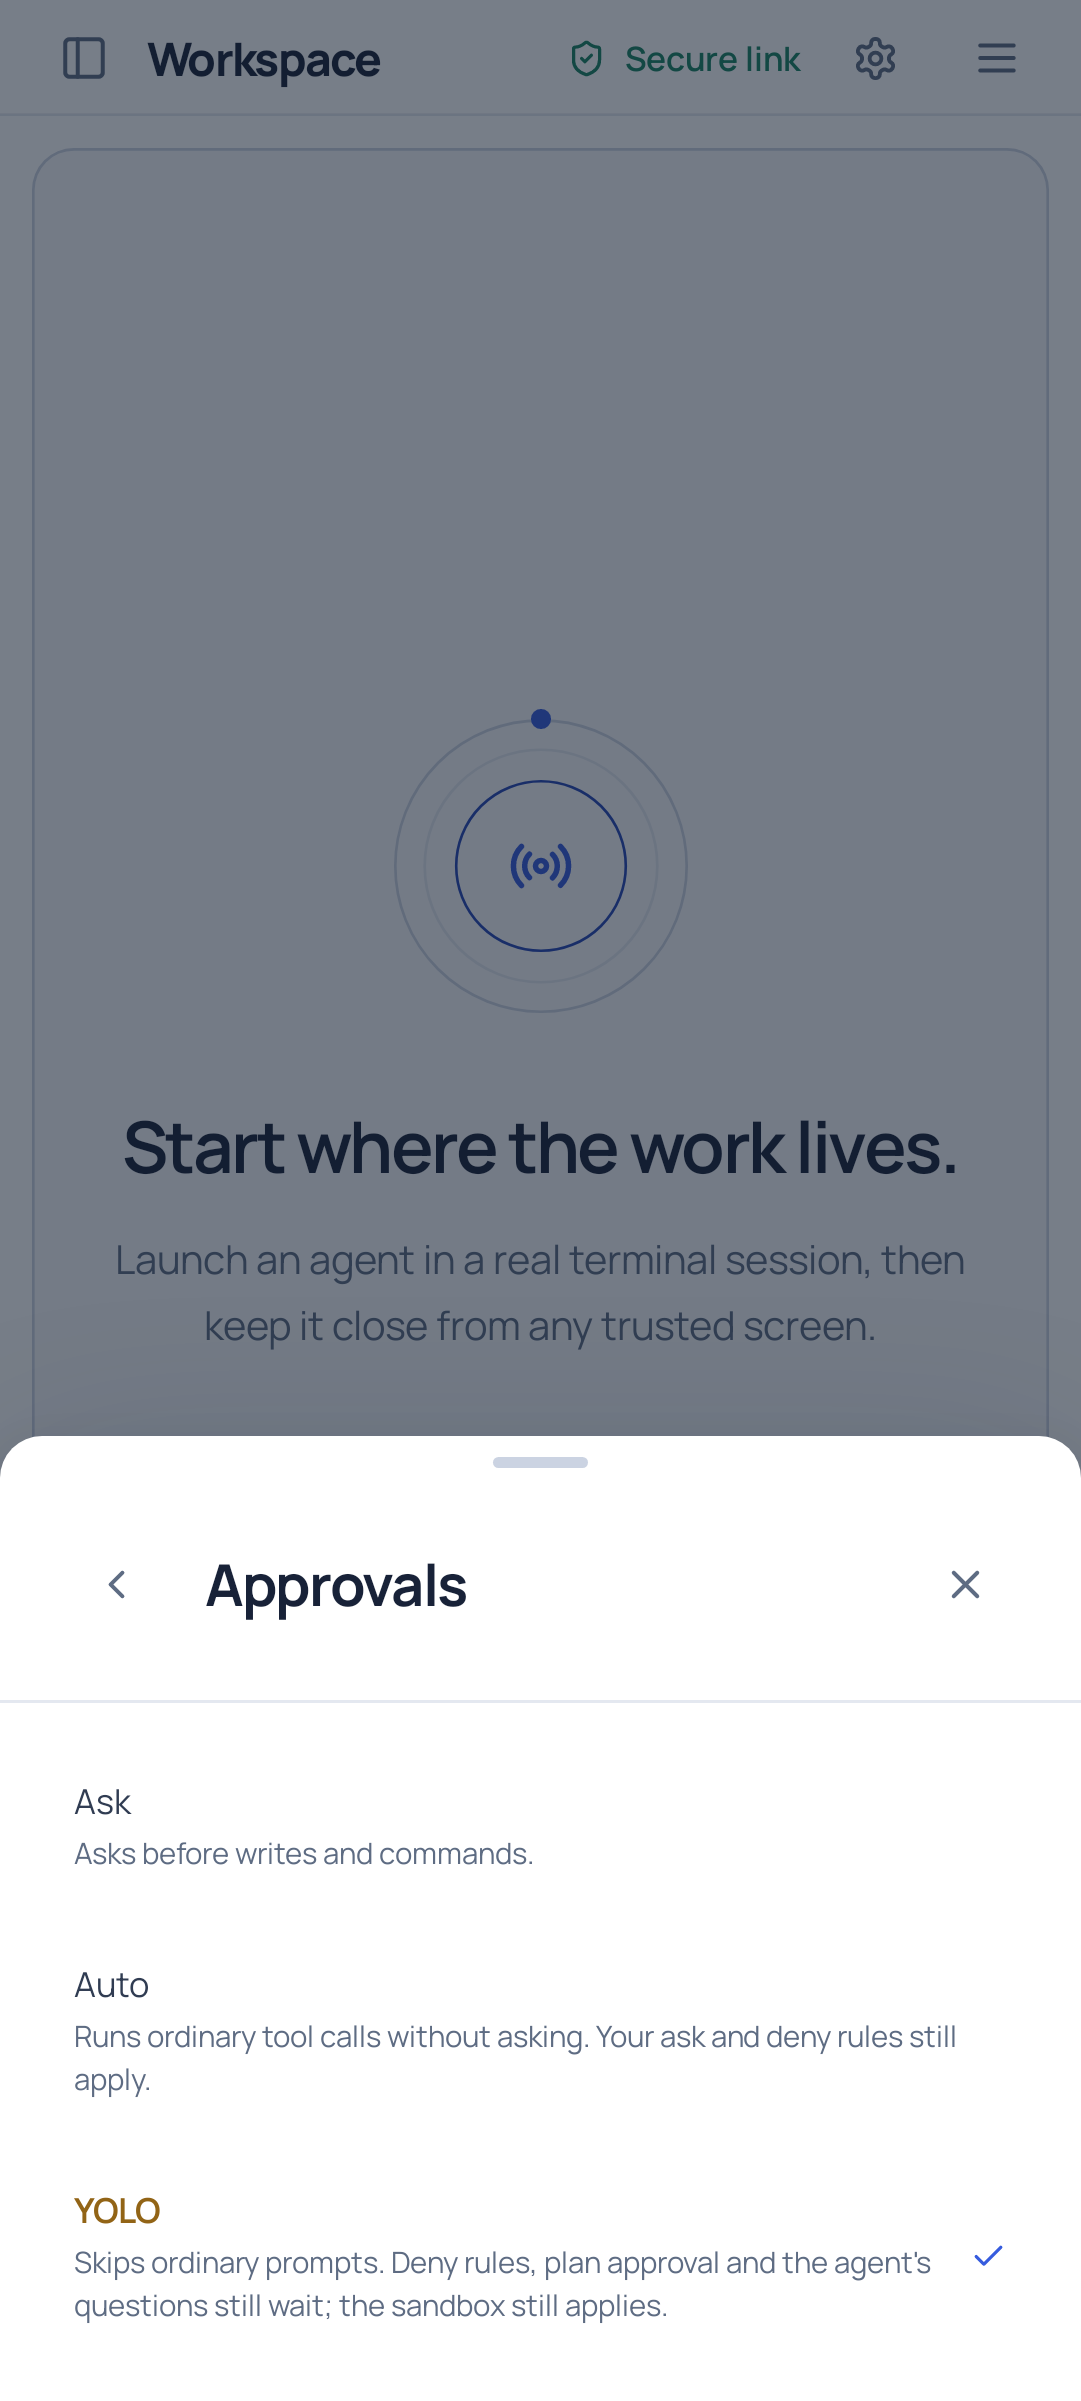 Workspace
Secure link
Start where the work lives.
Launch an agent in a real terminal session, then
keep it close from any trusted screen.
Approvals
Ask
Asks before writes and commands.
Auto
Runs ordinary tool calls without asking. Your ask and deny rules still
apply.
YOLO
Skips ordinary prompts. Deny rules, plan approval and the agent's
questions still wait; the sandbox still applies.